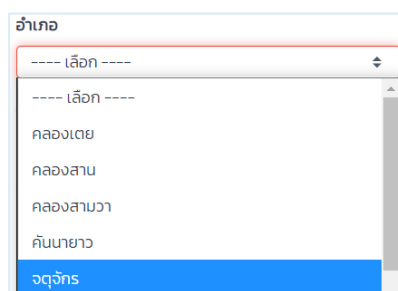 อำเภอ
---- เลือก ----
---- เลือก ----
คลองเตย
คลองสาน
คลองสามวา
คันนายาว
จตุจักร